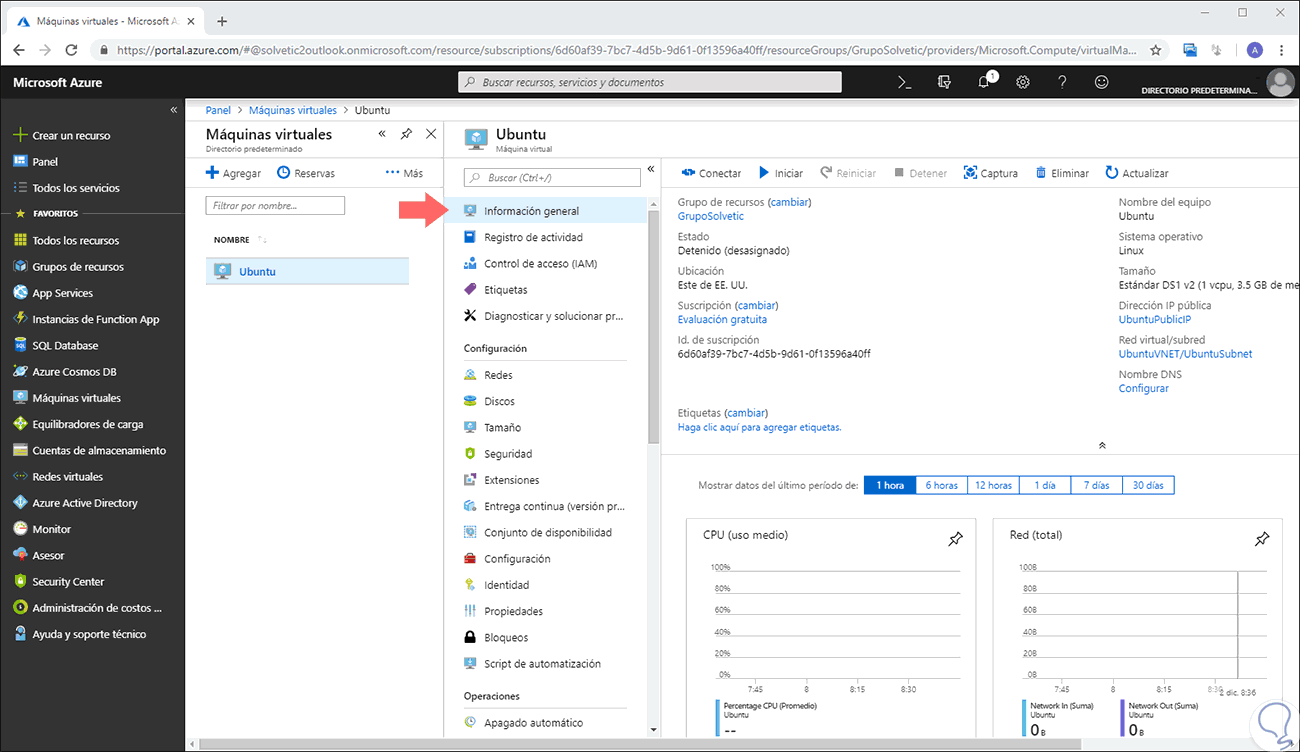 Máquinas virtuales - Microsoft A
https://portal.azure.com/#@solvetic2outlook.onmicrosoft.com/resource/subscriptions/6d60af39-7bc7-4d5b-9d61-0f13596a40ff/resourceGroups/GrupoSolvetic/providers/Microsoft.Compute/virtualMa...
A
Microsoft Azure
Buscar recursos, servicios y documentos
1
DIRECTORIO PREDETERMINA...
Crear un recurso
Panel
Todos los servicios
FAVORITOS
Todos los recursos
Grupos de recursos
App Services
Instancias de Function App
SQL Database
Azure Cosmos DB
Máquinas virtuales
Equilibradores de carga
Cuentas de almacenamiento
Redes virtuales
Azure Active Directory
Monitor
Asesor
Security Center
Administración de costos ...
Ayuda y soporte técnico
Panel > Máquinas virtuales > Ubuntu
Máquinas virtuales
Directorio predeterminado
Agregar Reservas ••• Más
Filtrar por nombre...
NOMBRE
Ubuntu
Ubuntu
Máquina virtual
Buscar (Ctrl+/)
Información general
Registro de actividad
Control de acceso (IAM)
Etiquetas
Diagnosticar y solucionar pr...
Configuración
Redes
Discos
Tamaño
Seguridad
Extensiones
Entrega continua (versión pr...
Conjunto de disponibilidad
Configuración
Identidad
Propiedades
Bloqueos
Script de automatización
Operaciones
Apagado automático
Conectar Iniciar Reiniciar Detener Captura Eliminar Actualizar
Grupo de recursos (cambiar)
GrupoSolvetic
Estado
Detenido (desasignado)
Ubicación
Este de EE. UU.
Suscripción (cambiar)
Evaluación gratuita
Id. de suscripción
6d60af39-7bc7-4d5b-9d61-0f13596a40ff
Nombre del equipo
Ubuntu
Sistema operativo
Linux
Tamaño
Estándar DS1 v2 (1 vcpu, 3.5 GB de me
Dirección IP pública
UbuntuPublicIP
Red virtual/subred
UbuntuVNET/UbuntuSubnet
Nombre DNS
Configurar
Etiquetas (cambiar)
Haga clic aquí para agregar etiquetas.
Mostrar datos del último período de: 1 hora 6 horas 12 horas 1 día 7 días 30 días
CPU (uso medio)
100%
80%
60%
40%
20%
0%
7:45 8 8:15 8:30
Percentage CPU (Promedio)
Ubuntu
--
Red (total)
100B
80B
60B
40B
20B
0B
7:45 8 8:15 8:30 2 dic. 8:36
Network In (Suma)
Ubuntu
0 B
Network Out (Suma)
Ubuntu
0 B